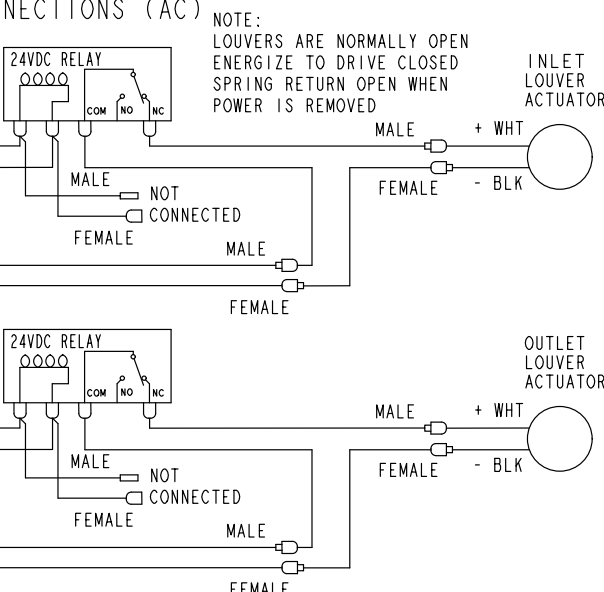 NNECTIONS (AC)
NOTE:
LOUVERS ARE NORMALLY OPEN
ENERGIZE TO DRIVE CLOSED
SPRING RETURN OPEN WHEN
POWER IS REMOVED
INLET
LOUVER
ACTUATOR
24VDC RELAY
COM NO NC
MALE + WHT
FEMALE - BLK
MALE
NOT
CONNECTED
FEMALE
MALE
FEMALE
24VDC RELAY
COM NO NC
OUTLET
LOUVER
ACTUATOR
MALE + WHT
FEMALE - BLK
MALE
NOT
CONNECTED
FEMALE
MALE
FEMALE